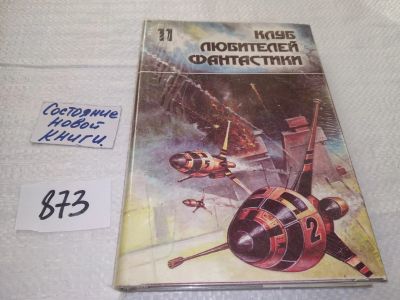 11
КЛУБ
ЛЮБИТЕЛЕЙ
ФАНТАСТИКИ
Состояние
новой
книги.
873
2